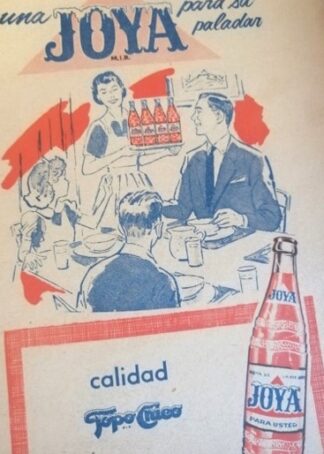 una para su
JOYA paladar
M.I.R.
JOYA
JOYA
PARA USTED
calidad
Topo Chico